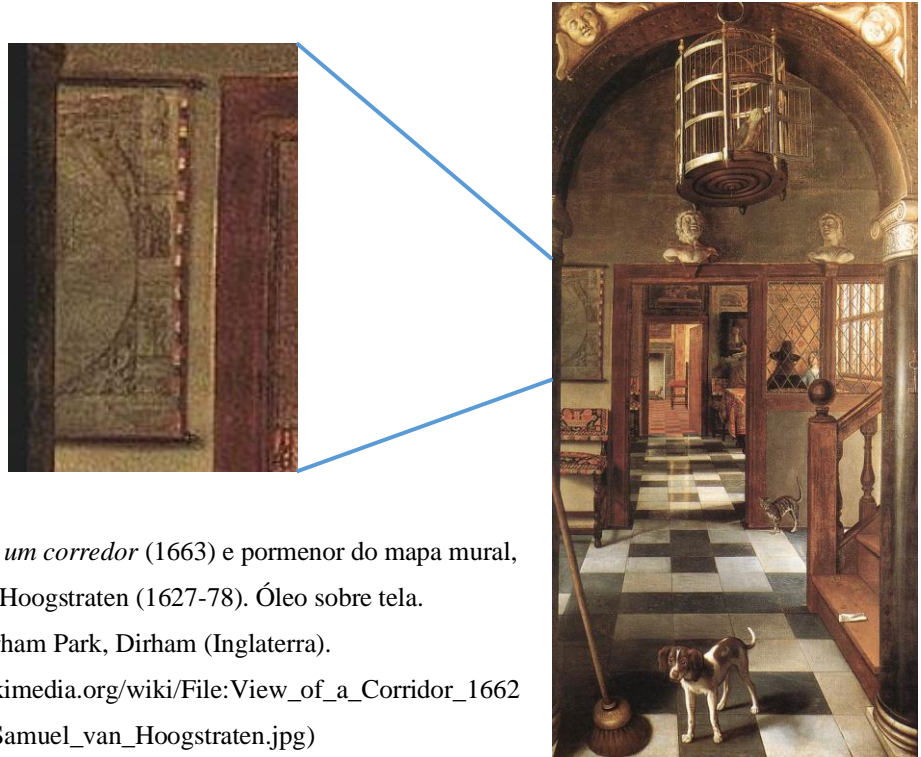 um corredor (1663) e pormenor do mapa mural,
Hoogstraten (1627-78). Óleo sobre tela.
rham Park, Dirham (Inglaterra).
kimedia.org/wiki/File:View_of_a_Corridor_1662
Samuel_van_Hoogstraten.jpg)